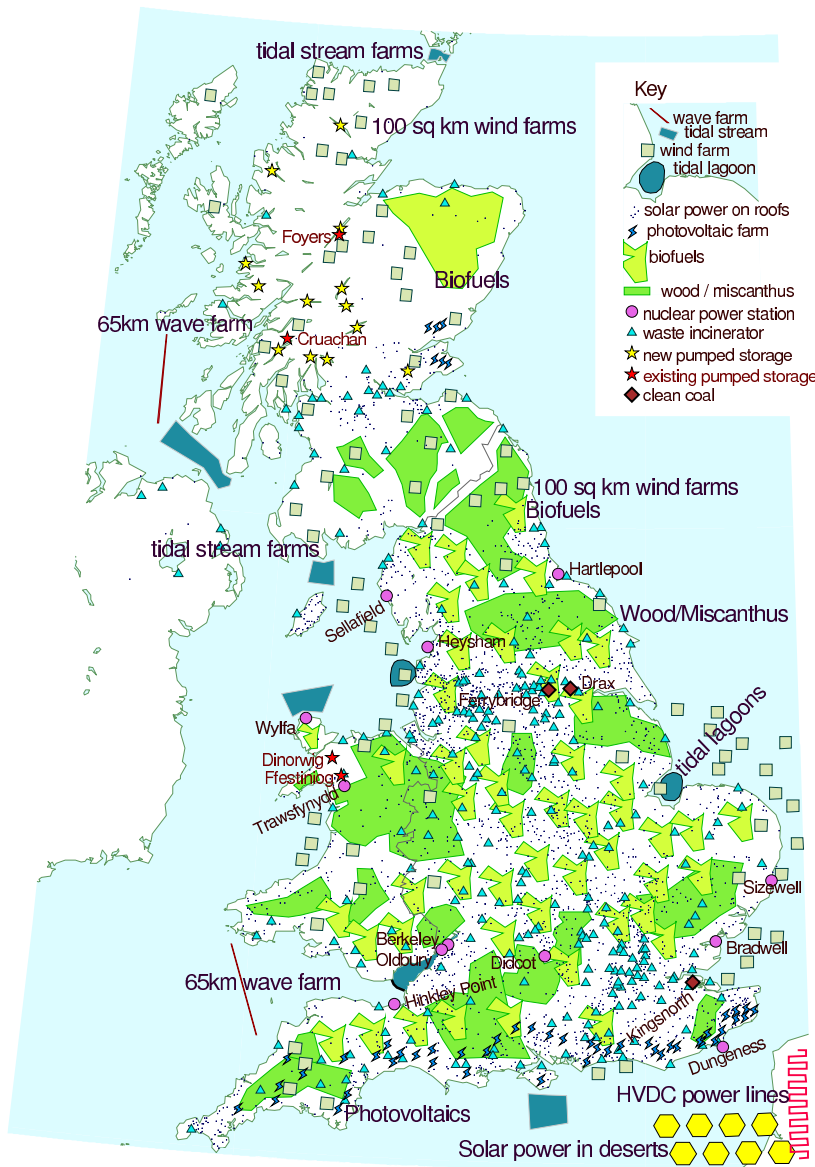 tidal stream farms
Key
wave farm
tidal stream
wind farm
tidal lagoon
solar power on roofs
photovoltaic farm
biofuels
wood / miscanthus
nuclear power station
waste incinerator
new pumped storage
existing pumped storage
clean coal
100 sq km wind farms
Foyers
Biofuels
65km wave farm
Cruachan
100 sq km wind farms
Biofuels
tidal stream farms
Hartlepool
Sellafield
Wood/Miscanthus
Heysham
Drax
Ferrybridge
tidal lagoons
Wylfa
Dinorwig
Ffestiniog
Trawsfynydd
Sizewell
Berkeley
Oldbury
Didcot
Bradwell
65km wave farm
Hinkley Point
Kingsnorth
Dungeness
HVDC power lines
Photovoltaics
Solar power in deserts